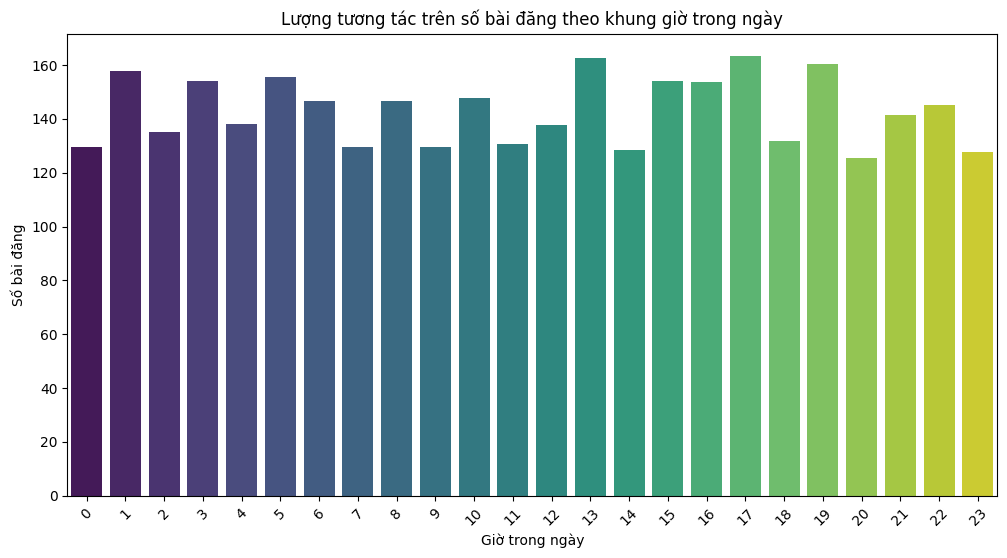 Lượng tương tác trên số bài đăng theo khung giờ trong ngày
Số bài đăng
160
140
120
100
80
60
40
20
0
0 1 2 3 4 5 6 7 8 9 10 11 12 13 14 15 16 17 18 19 20 21 22 23
Giờ trong ngày